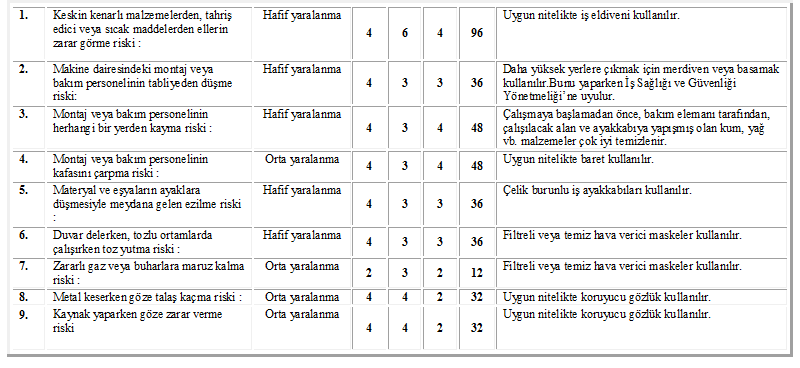 1. Keskin kenarlı malzemelerden, tahriş Hafif yaralanma 4 6 4 96 Uygun nitelikte iş eldiveni kullanılır.
edici veya sıcak maddelerden ellerin
zarar görme riski :
2. Makine dairesindeki montaj veya Hafif yaralanma 4 3 3 36 Daha yüksek yerlere çıkmak için merdiven veya basamak
bakım personelinin tabliyeden düşme kullanılır.Bunu yaparken İş Sağlığı ve Güvenliği
riski: Yönetmeliği’ne uyulur.
3. Montaj veya bakım personelinin Hafif yaralanma 4 3 4 48 Çalışmaya başlamadan önce, bakım elemanı tarafından,
herhangi bir yerden kayma riski : çalışılacak alan ve ayakkabıya yapışmış olan kum, yağ
vb. malzemeler çok iyi temizlenir.
4. Montaj veya bakım personelinin Orta yaralanma 4 3 4 48 Uygun nitelikte baret kullanılır.
kafasını çarpma riski :
5. Materyal ve eşyaların ayaklara Hafif yaralanma 4 3 3 36 Çelik burunlu iş ayakkabıları kullanılır.
düşmesiyle meydana gelen ezilme riski
:
6. Duvar delerken, tozlu ortamlarda Hafif yaralanma 4 3 3 36 Filtreli veya temiz hava verici maskeler kullanılır.
çalışırken toz yutma riski :
7. Zararlı gaz veya buharlara maruz kalma Orta yaralanma 2 3 2 12 Filtreli veya temiz hava verici maskeler kullanılır.
riski :
8. Metal keserken göze talaş kaçma riski : Orta yaralanma 4 4 2 32 Uygun nitelikte koruyucu gözlük kullanılır.
9. Kaynak yaparken göze zarar verme Orta yaralanma 4 4 2 32 Uygun nitelikte koruyucu gözlük kullanılır.
riski